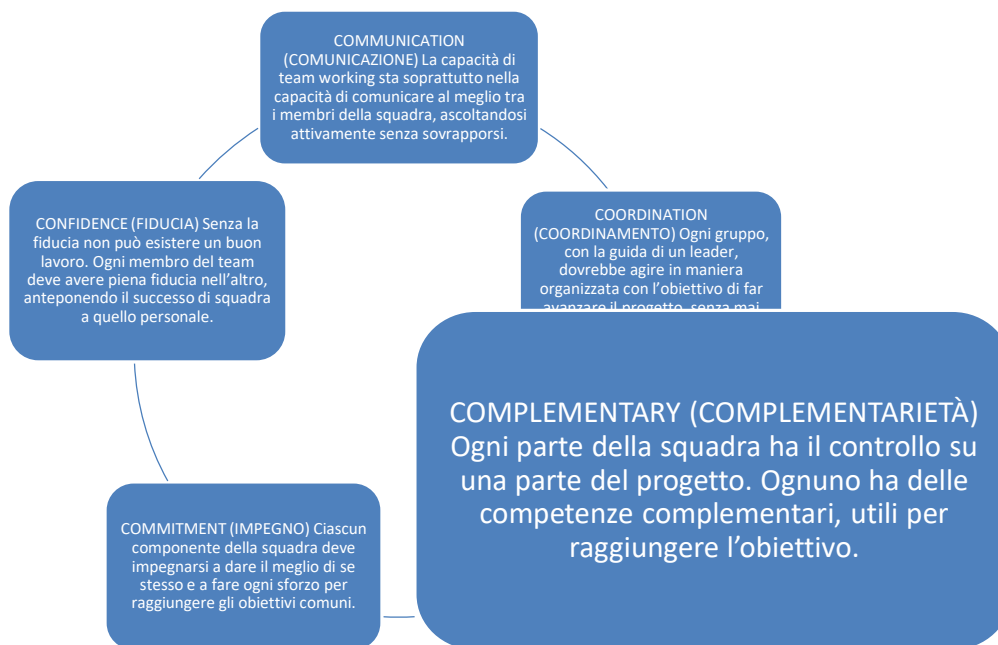 COMMUNICATION
(COMUNICAZIONE) La capacità di
team working sta soprattutto nella
capacità di comunicare al meglio tra
i membri della squadra, ascoltandosi
attivamente senza sovrapporsi.
COORDINATION
(COORDINAMENTO) Ogni gruppo,
con la guida di un leader,
dovrebbe agire in maniera
organizzata con l’obiettivo di far
avanzare il progetto, senza mai
COMPLEMENTARY (COMPLEMENTARIETÀ)
Ogni parte della squadra ha il controllo su
una parte del progetto. Ognuno ha delle
competenze complementari, utili per
raggiungere l’obiettivo.
COMMITMENT (IMPEGNO) Ciascun
componente della squadra deve
impegnarsi a dare il meglio di se
stesso e a fare ogni sforzo per
raggiungere gli obiettivi comuni.
CONFIDENCE (FIDUCIA) Senza la
fiducia non può esistere un buon
lavoro. Ogni membro del team
deve avere piena fiducia nell’altro,
anteponendo il successo di squadra
a quello personale.